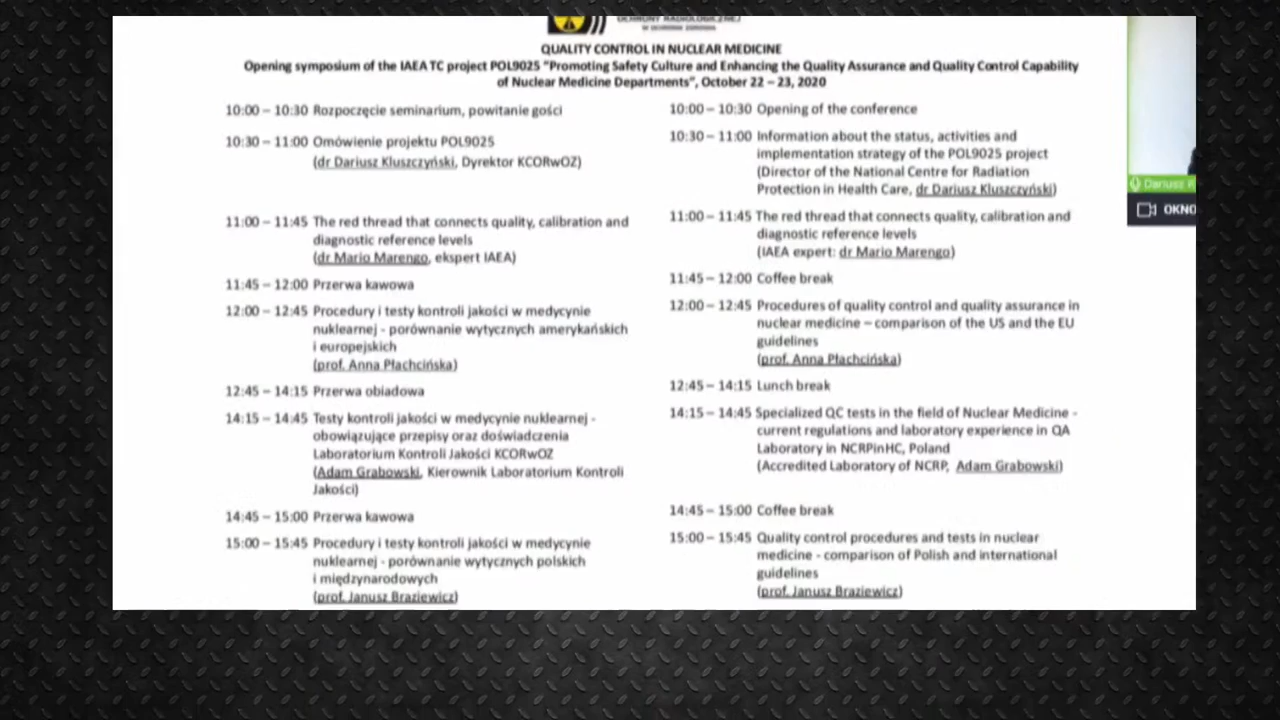 OCHRONY RADIOLOGICZNEJ
W OCHRONIE ZDROWIA
QUALITY CONTROL IN NUCLEAR MEDICINE
Opening symposium of the IAEA TC project POL9025 "Promoting Safety Culture and Enhancing the Quality Assurance and Quality Control Capability
of Nuclear Medicine Departments", October 22 – 23, 2020
10:00 – 10:30 Rozpoczęcie seminarium, powitanie gości
10:30 – 11:00 Omówienie projektu POL9025
(dr Dariusz Kluszczyński, Dyrektor KCORwOZ)
11:00 – 11:45 The red thread that connects quality, calibration and
diagnostic reference levels
(dr Mario Marengo, ekspert IAEA)
11:45 – 12:00 Przerwa kawowa
12:00 – 12:45 Procedury i testy kontroli jakości w medycynie
nuklearnej - porównanie wytycznych amerykańskich
i europejskich
(prof. Anna Płachcińska)
12:45 – 14:15 Przerwa obiadowa
14:15 – 14:45 Testy kontroli jakości w medycynie nuklearnej -
obowiązujące przepisy oraz doświadczenia
Laboratorium Kontroli Jakości KCORwOZ
(Adam Grabowski, Kierownik Laboratorium Kontroli
Jakości)
14:45 – 15:00 Przerwa kawowa
15:00 – 15:45 Procedury i testy kontroli jakości w medycynie
nuklearnej - porównanie wytycznych polskich
i międzynarodowych
(prof. Janusz Braziewicz)
10:00 – 10:30 Opening of the conference
10:30 – 11:00 Information about the status, activities and
implementation strategy of the POL9025 project
(Director of the National Centre for Radiation
Protection in Health Care, dr Dariusz Kluszczyński)
11:00 – 11:45 The red thread that connects quality, calibration and
diagnostic reference levels
(IAEA expert: dr Mario Marengo)
11:45 – 12:00 Coffee break
12:00 – 12:45 Procedures of quality control and quality assurance in
nuclear medicine – comparison of the US and the EU
guidelines
(prof. Anna Płachcińska)
12:45 – 14:15 Lunch break
14:15 – 14:45 Specialized QC tests in the field of Nuclear Medicine -
current regulations and laboratory experience in QA
Laboratory in NCRPinHC, Poland
(Accredited Laboratory of NCRP, Adam Grabowski)
14:45 – 15:00 Coffee break
15:00 – 15:45 Quality control procedures and tests in nuclear
medicine - comparison of Polish and international
guidelines
(prof. Janusz Braziewicz)
Dariusz
OKNO